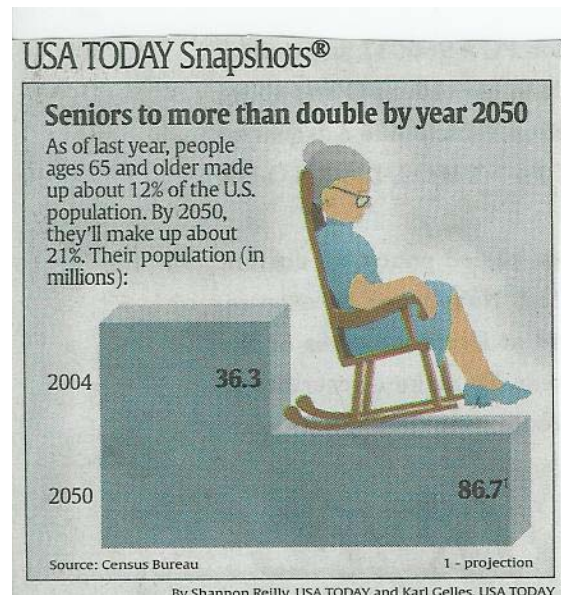 USA TODAY Snapshots®
Seniors to more than double by year 2050
As of last year, people
ages 65 and older made
up about 12% of the U.S.
population. By 2050,
they'll make up about
21%. Their population (in
millions):
2004 36.3
2050 86.7¹
Source: Census Bureau 1 - projection
By Shannon Reilly, USA TODAY and Karl Gelles, USA TODAY